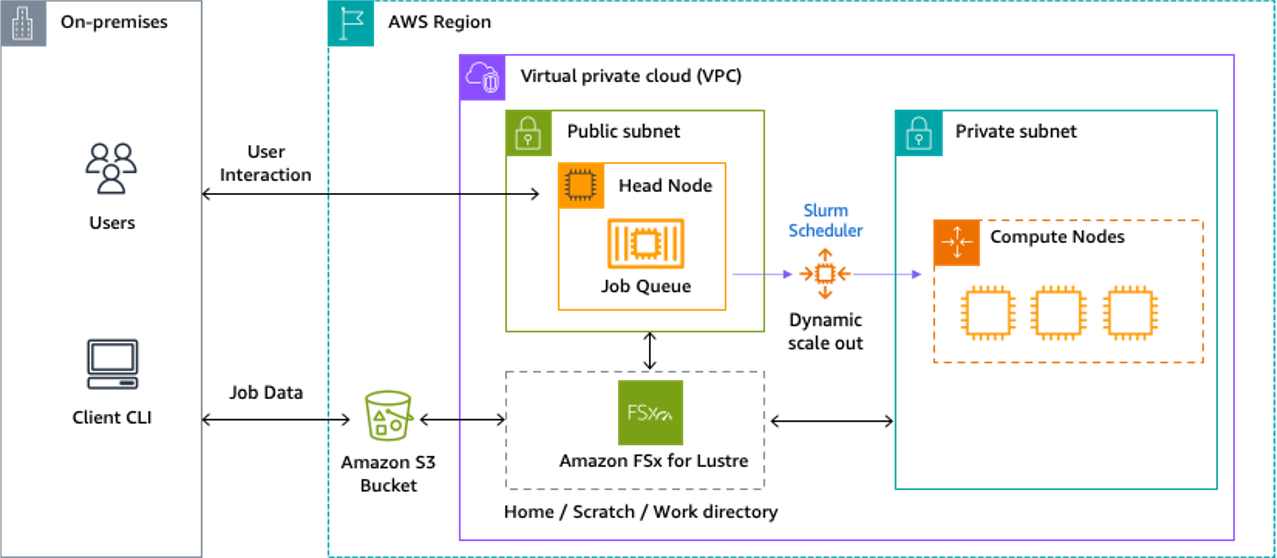 On-premises
AWS Region
Virtual private cloud (VPC)
Public subnet
Private subnet
User
Interaction
Head Node
Users
Slurm
Scheduler
Compute Nodes
Job Queue
Dynamic
scale out
Job Data
Client CLI
FSx
Amazon S3
Bucket
Amazon FSx for Lustre
Home / Scratch / Work directory